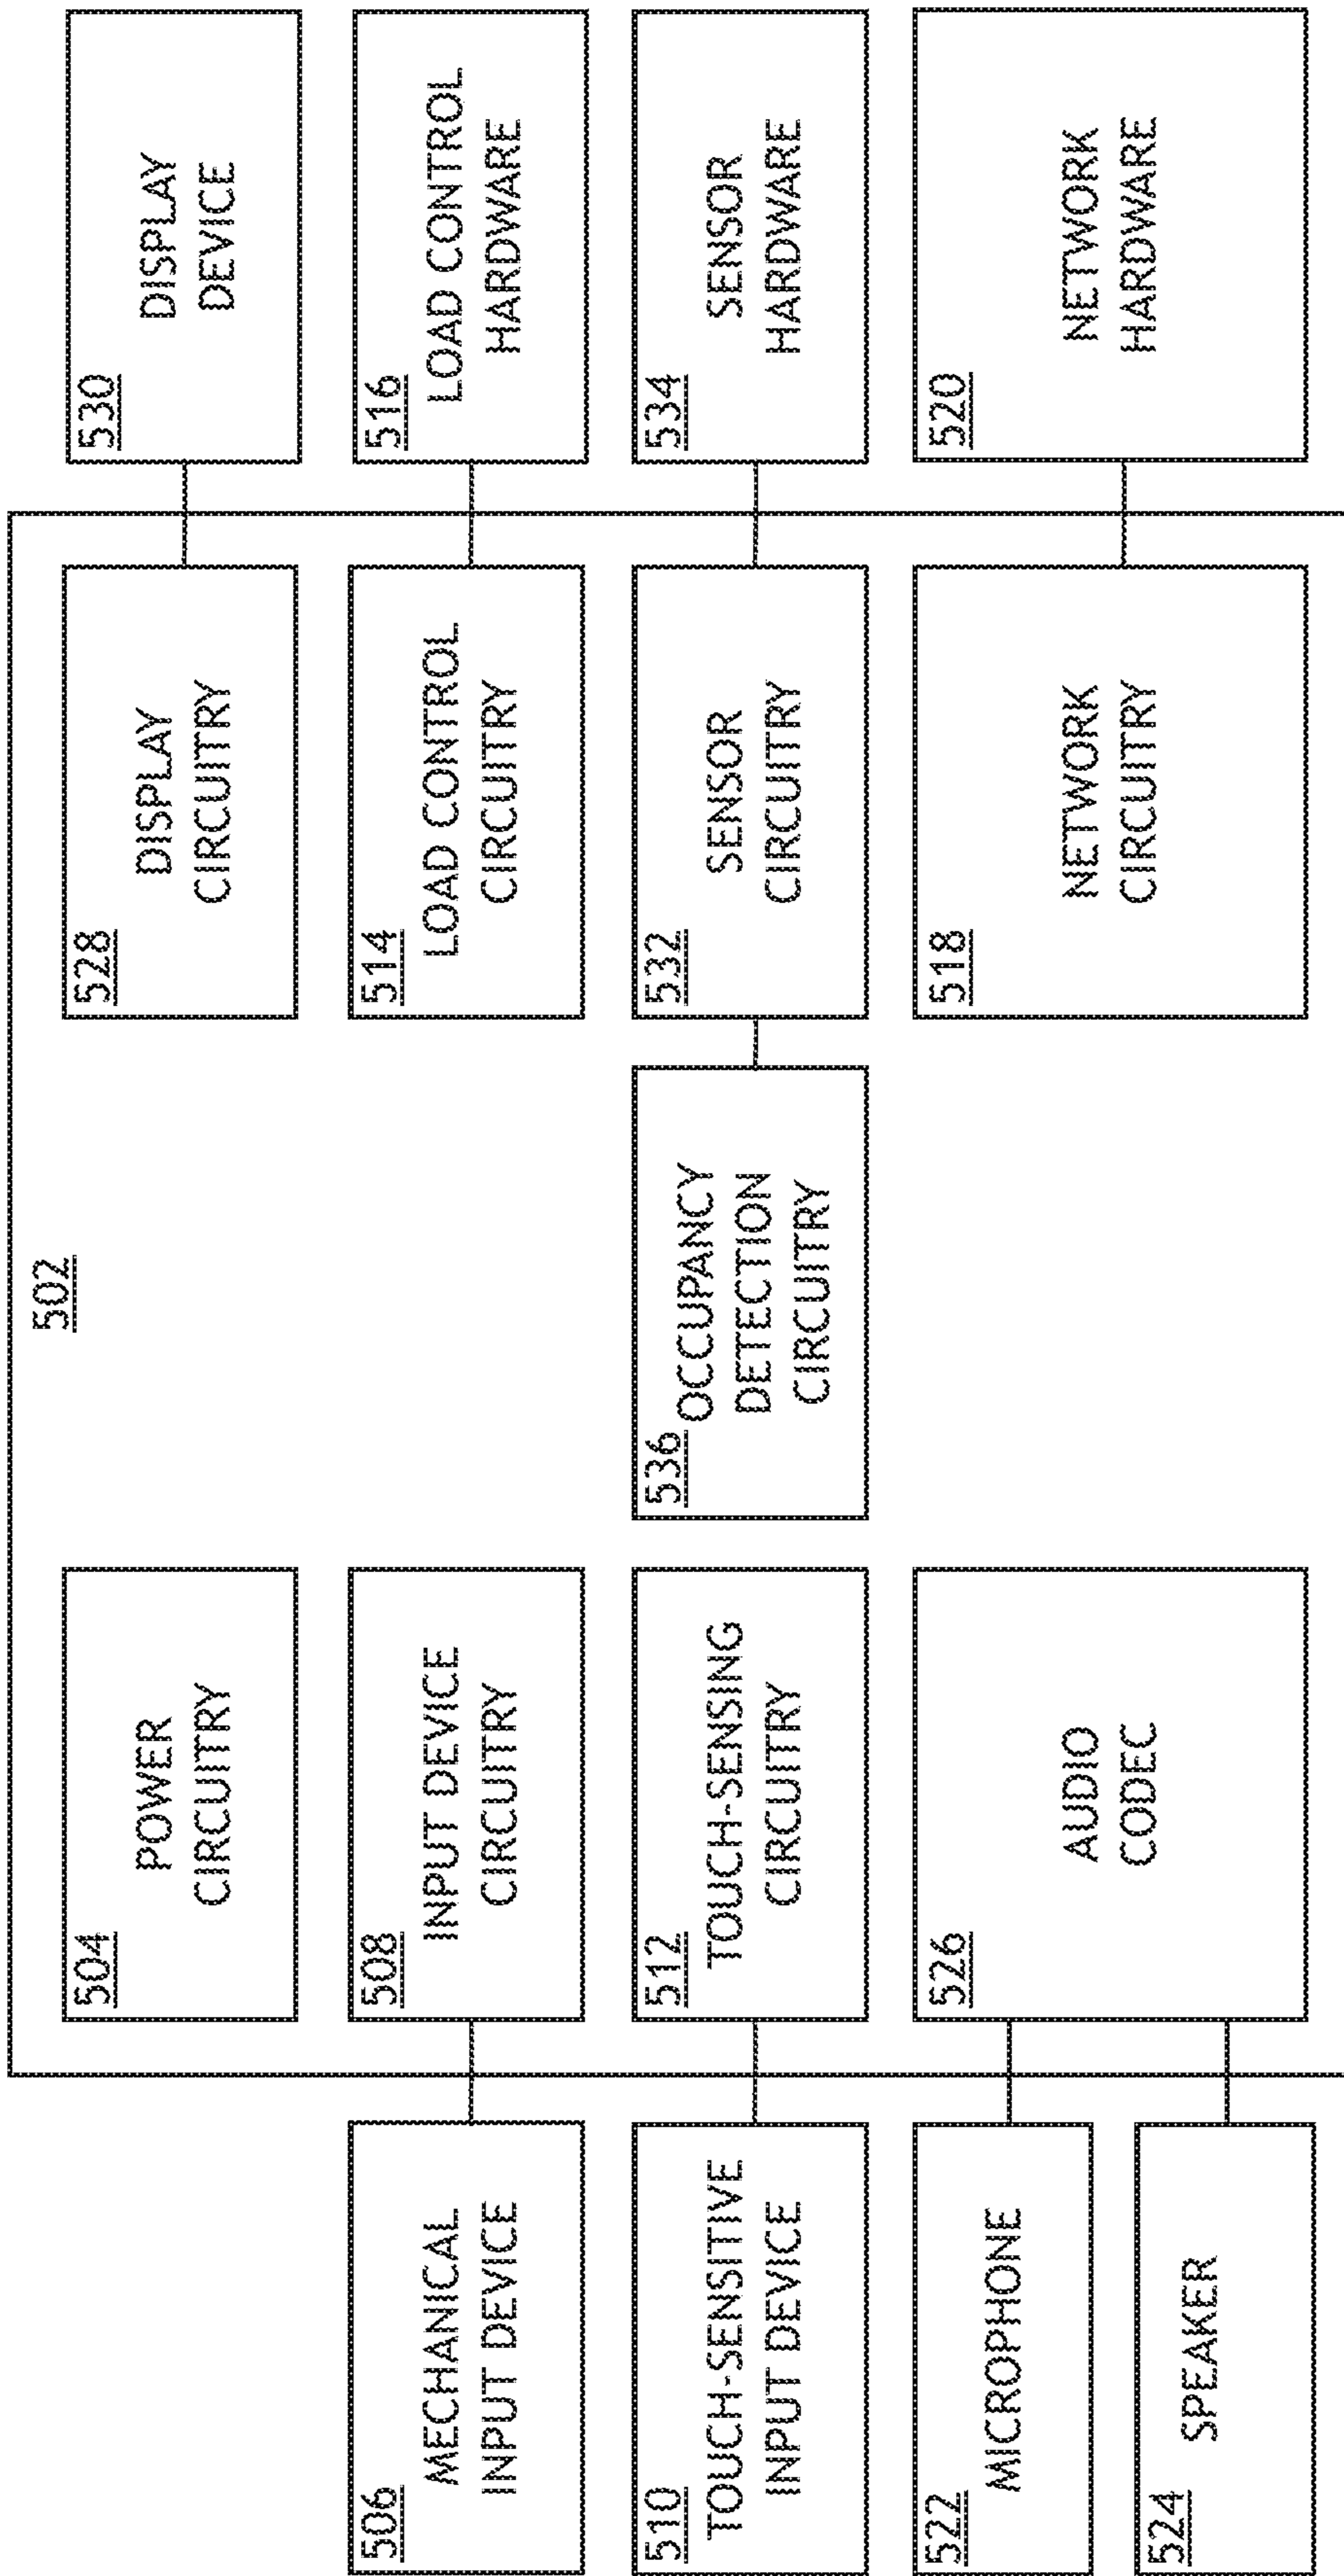 502
504
POWER
CIRCUITRY
528
DISPLAY
CIRCUITRY
530
DISPLAY
DEVICE
506
MECHANICAL
INPUT DEVICE
508
INPUT DEVICE
CIRCUITRY
514
LOAD CONTROL
CIRCUITRY
516
LOAD CONTROL
HARDWARE
510
TOUCH-SENSITIVE
INPUT DEVICE
512
TOUCH-SENSING
CIRCUITRY
536
OCCUPANCY
DETECTION
CIRCUITRY
532
SENSOR
CIRCUITRY
534
SENSOR
HARDWARE
522
MICROPHONE
524
SPEAKER
526
AUDIO
CODEC
518
NETWORK
CIRCUITRY
520
NETWORK
HARDWARE